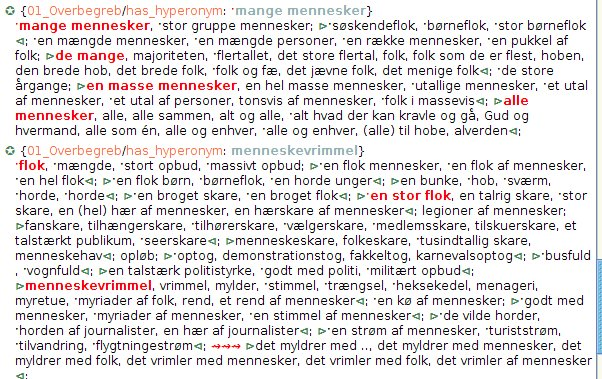 ✪ {01_Overbegreb/has_hyperonym: ·mange mennesker}
·mange mennesker, ·stor gruppe mennesker; ⊳·søskendeflok, ·børneflok, ·stor børneflok
⊲; ·en mængde mennesker, en mængde personer, en række mennesker, en pukkel af
folk; ⊳de mange, majoriteten, ·flertallet, det store flertal, folk, folk som de er flest, hoben,
den brede hob, det brede folk, ·folk og fæ, det jævne folk, det menige folk⊲; ·de store
årgange; ⊳en masse mennesker, en hel masse mennesker, ·utallige mennesker, ·et utal
af mennesker, ·et utal af personer, tonsvis af mennesker, ·folk i massevis⊲; ⊳alle
mennesker, alle, alle sammen, alt og alle, ·alt hvad der kan kravle og gå, Gud og
hvermand, alle som én, alle og enhver, ·alle og enhver, (alle) til hobe, alverden⊲;
✪ {01_Overbegreb/has_hyperonym: menneskevrimmel}
·flok, ·mængde, ·stort opbud, ·massivt opbud; ⊳·en flok mennesker, ·en flok af mennesker,
·en hel flok⊲; ⊳·en flok børn, ·børneflok, ·en horde unger⊲; ⊳en bunke, ·hob, ·sværm,
·horde, ·horde⊲; ⊳·en broget skare, ·en broget flok⊲; ⊳·en stor flok, en talrig skare, ·stor
skare, en (hel) hær af mennesker, en hærskare af mennesker⊲; legioner af mennesker;
⊳fanskare, tilhængerskare, ·tilhørerskare, ·vælgerskare, ·medlemsskare, tilskuerskare, et
talstærkt publikum, ·seerskare⊲; ⊳menneskeskare, folkeskare, ·tusindtallig skare,
menneskehav⊲; opløb; ⊳·optog, demonstrationstog, fakkeltog, karnevalsoptog⊲; ⊳·busfuld
, ·vognfuld⊲; ⊳en talstærk politistyrke, ·godt med politi, ·militært opbud⊲;
⊳menneskevrimmel, vrimmel, mylder, ·stimmel, ·trængsel, ·heksekedel, menageri,
myretue, ·myriader af folk, rend, et rend af mennesker⊲; ·en kø af mennesker; ⊳·godt med
mennesker, ·myriader af mennesker, en stimmel af mennesker⊲; ⊳·de vilde horder,
·horden af journalister, en hær af journalister⊲; ⊳·en strøm af mennesker, ·turiststrøm,
·tilvandring, ·flygtningestrøm⊲; ⇝⇝⇝ ⊳det myldrer med .., det myldrer med mennesker, det
myldrer med folk, det vrimler med mennesker, det vrimler med folk, det vrimler af mennesker
⊲;